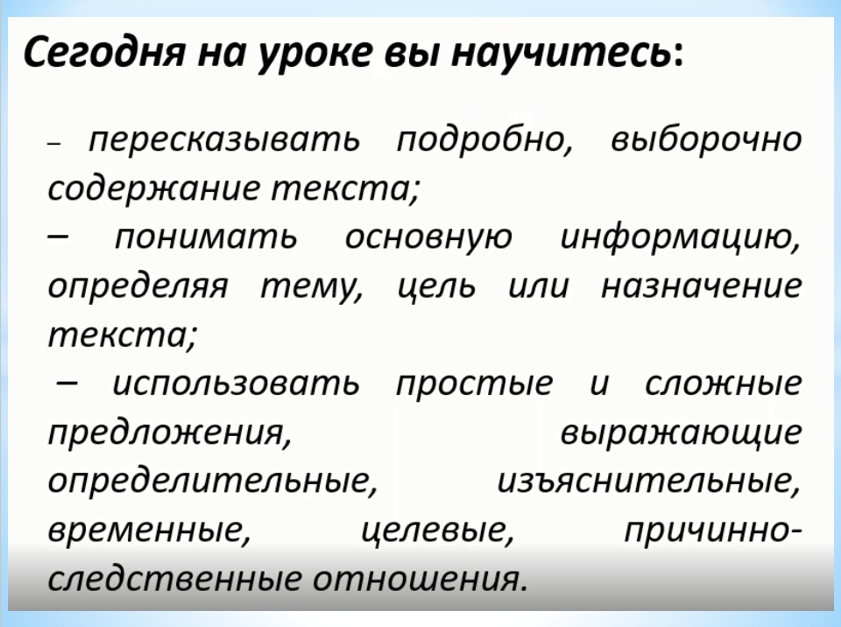 Сегодня на уроке вы научитесь:
– пересказывать подробно, выборочно
содержание текста;
– понимать основную информацию,
определяя тему, цель или назначение
текста;
– использовать простые и сложные
предложения, выражающие
определительные, изъяснительные,
временные, целевые, причинно-
следственные отношения.